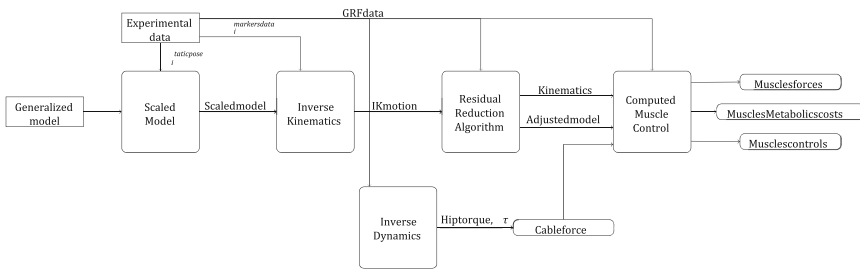 Experimental
data
GRFdata
markersdata
i
taticpose
i
Generalized
model
Scaled
Model
Scaledmodel
Inverse
Kinematics
IKmotion
Residual
Reduction
Algorithm
Kinematics
Adjustedmodel
Computed
Muscle
Control
Musclesforces
MusclesMetabolicscosts
Musclescontrols
Inverse
Dynamics
Hiptorque, τ
Cableforce